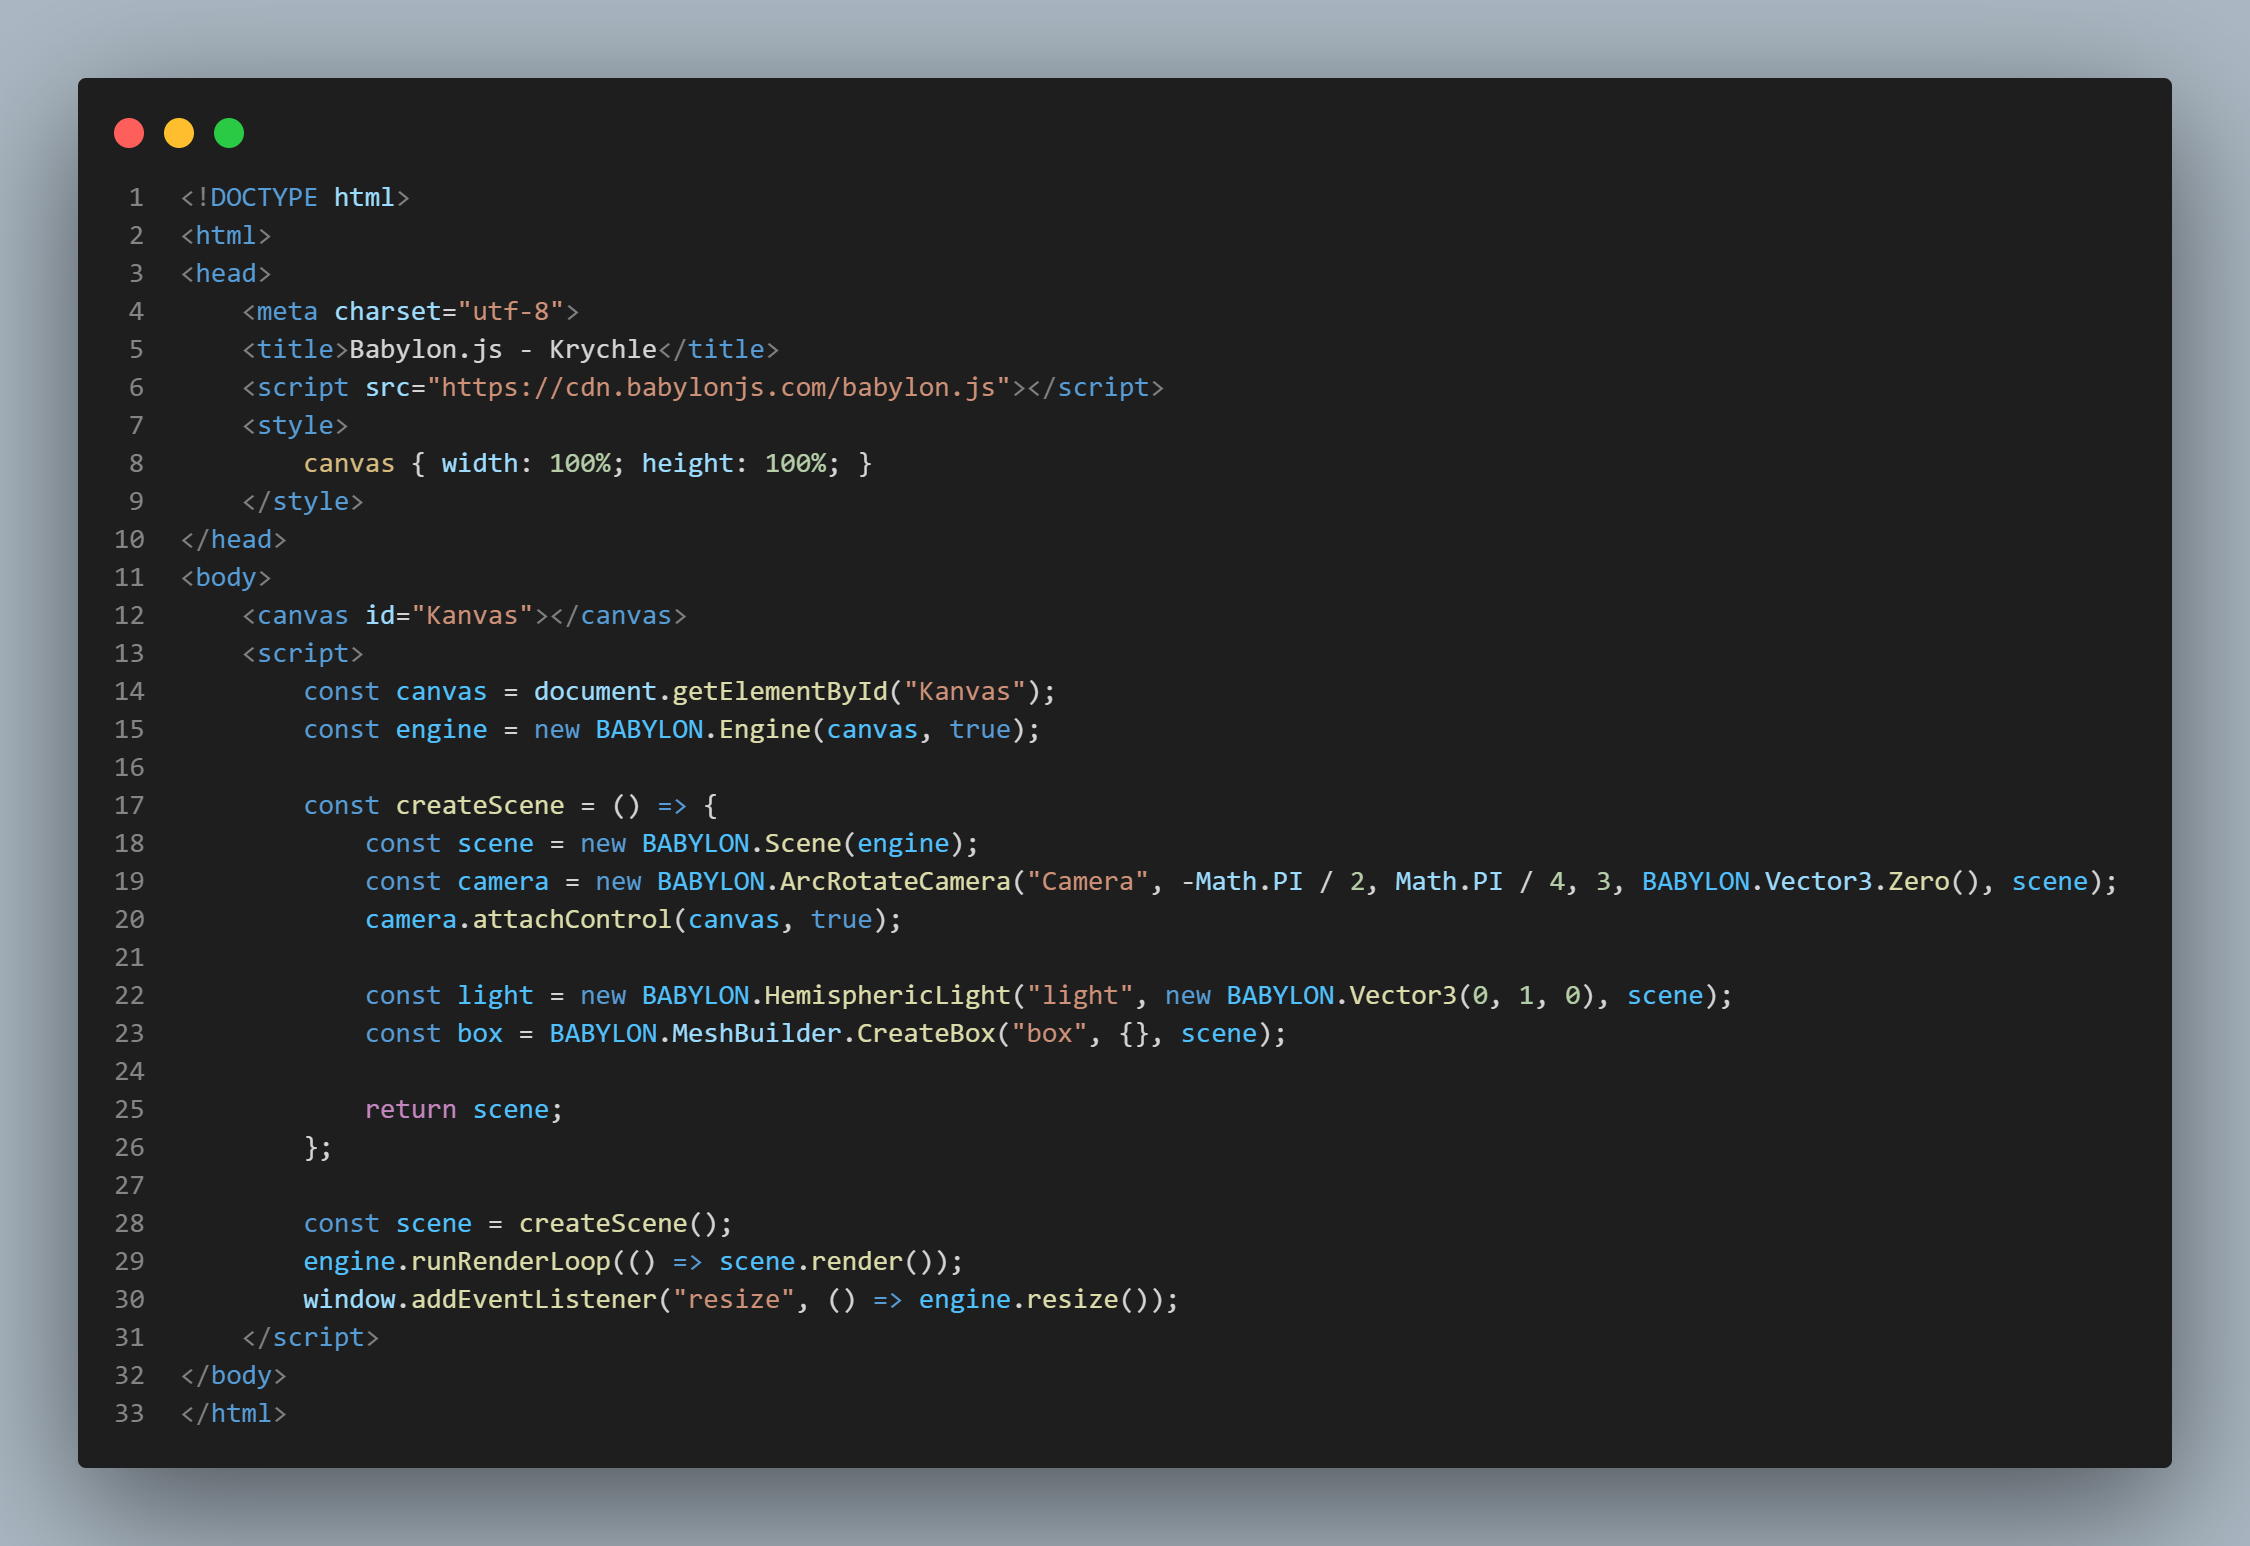 1 <!DOCTYPE html>
2 <html>
3 <head>
4     <meta charset="utf-8">
5     <title>Babylon.js - Krychle</title>
6     <script src="https://cdn.babylonjs.com/babylon.js"></script>
7     <style>
8         canvas { width: 100%; height: 100%; }
9     </style>
10 </head>
11 <body>
12     <canvas id="Kanvas"></canvas>
13     <script>
14         const canvas = document.getElementById("Kanvas");
15         const engine = new BABYLON.Engine(canvas, true);
16
17         const createScene = () => {
18             const scene = new BABYLON.Scene(engine);
19             const camera = new BABYLON.ArcRotateCamera("Camera", -Math.PI / 2, Math.PI / 4, 3, BABYLON.Vector3.Zero(), scene);
20             camera.attachControl(canvas, true);
21
22             const light = new BABYLON.HemisphericLight("light", new BABYLON.Vector3(0, 1, 0), scene);
23             const box = BABYLON.MeshBuilder.CreateBox("box", {}, scene);
24
25             return scene;
26         };
27
28         const scene = createScene();
29         engine.runRenderLoop(() => scene.render());
30         window.addEventListener("resize", () => engine.resize());
31     </script>
32 </body>
33 </html>